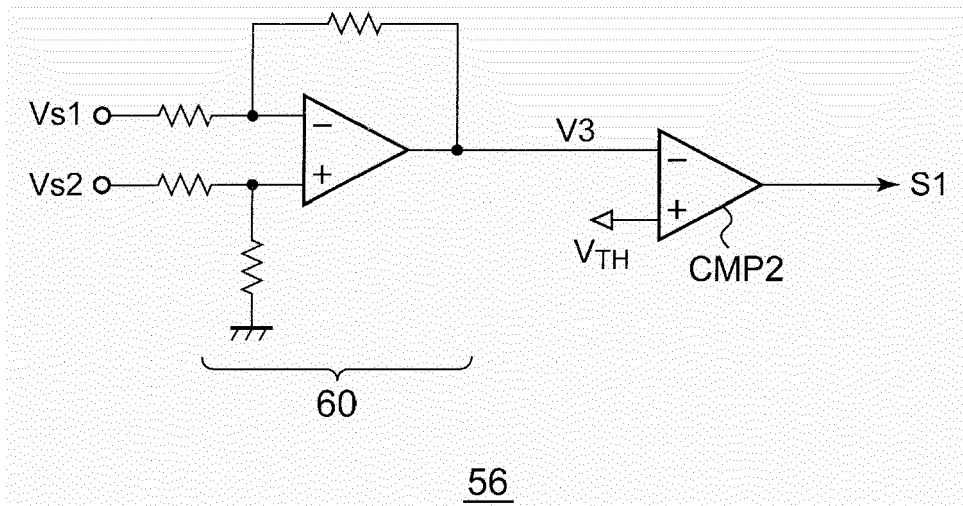 Vs1
Vs2
−
+
V3
−
+
VTH
CMP2
S1
60
56